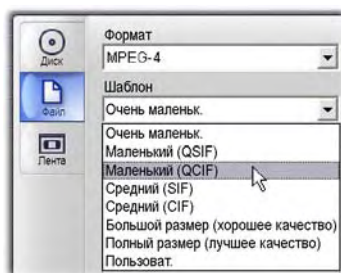 Формат
MPEG-4
Шаблон
Очень маленьк.
Очень маленьк.
Маленький (QSIF)
Маленький (QCIF)
Средний (SIF)
Средний (CIF)
Большой размер (хорошее качество)
Полный размер (лучшее качество)
Пользоват.
Диск
Файл
Лента